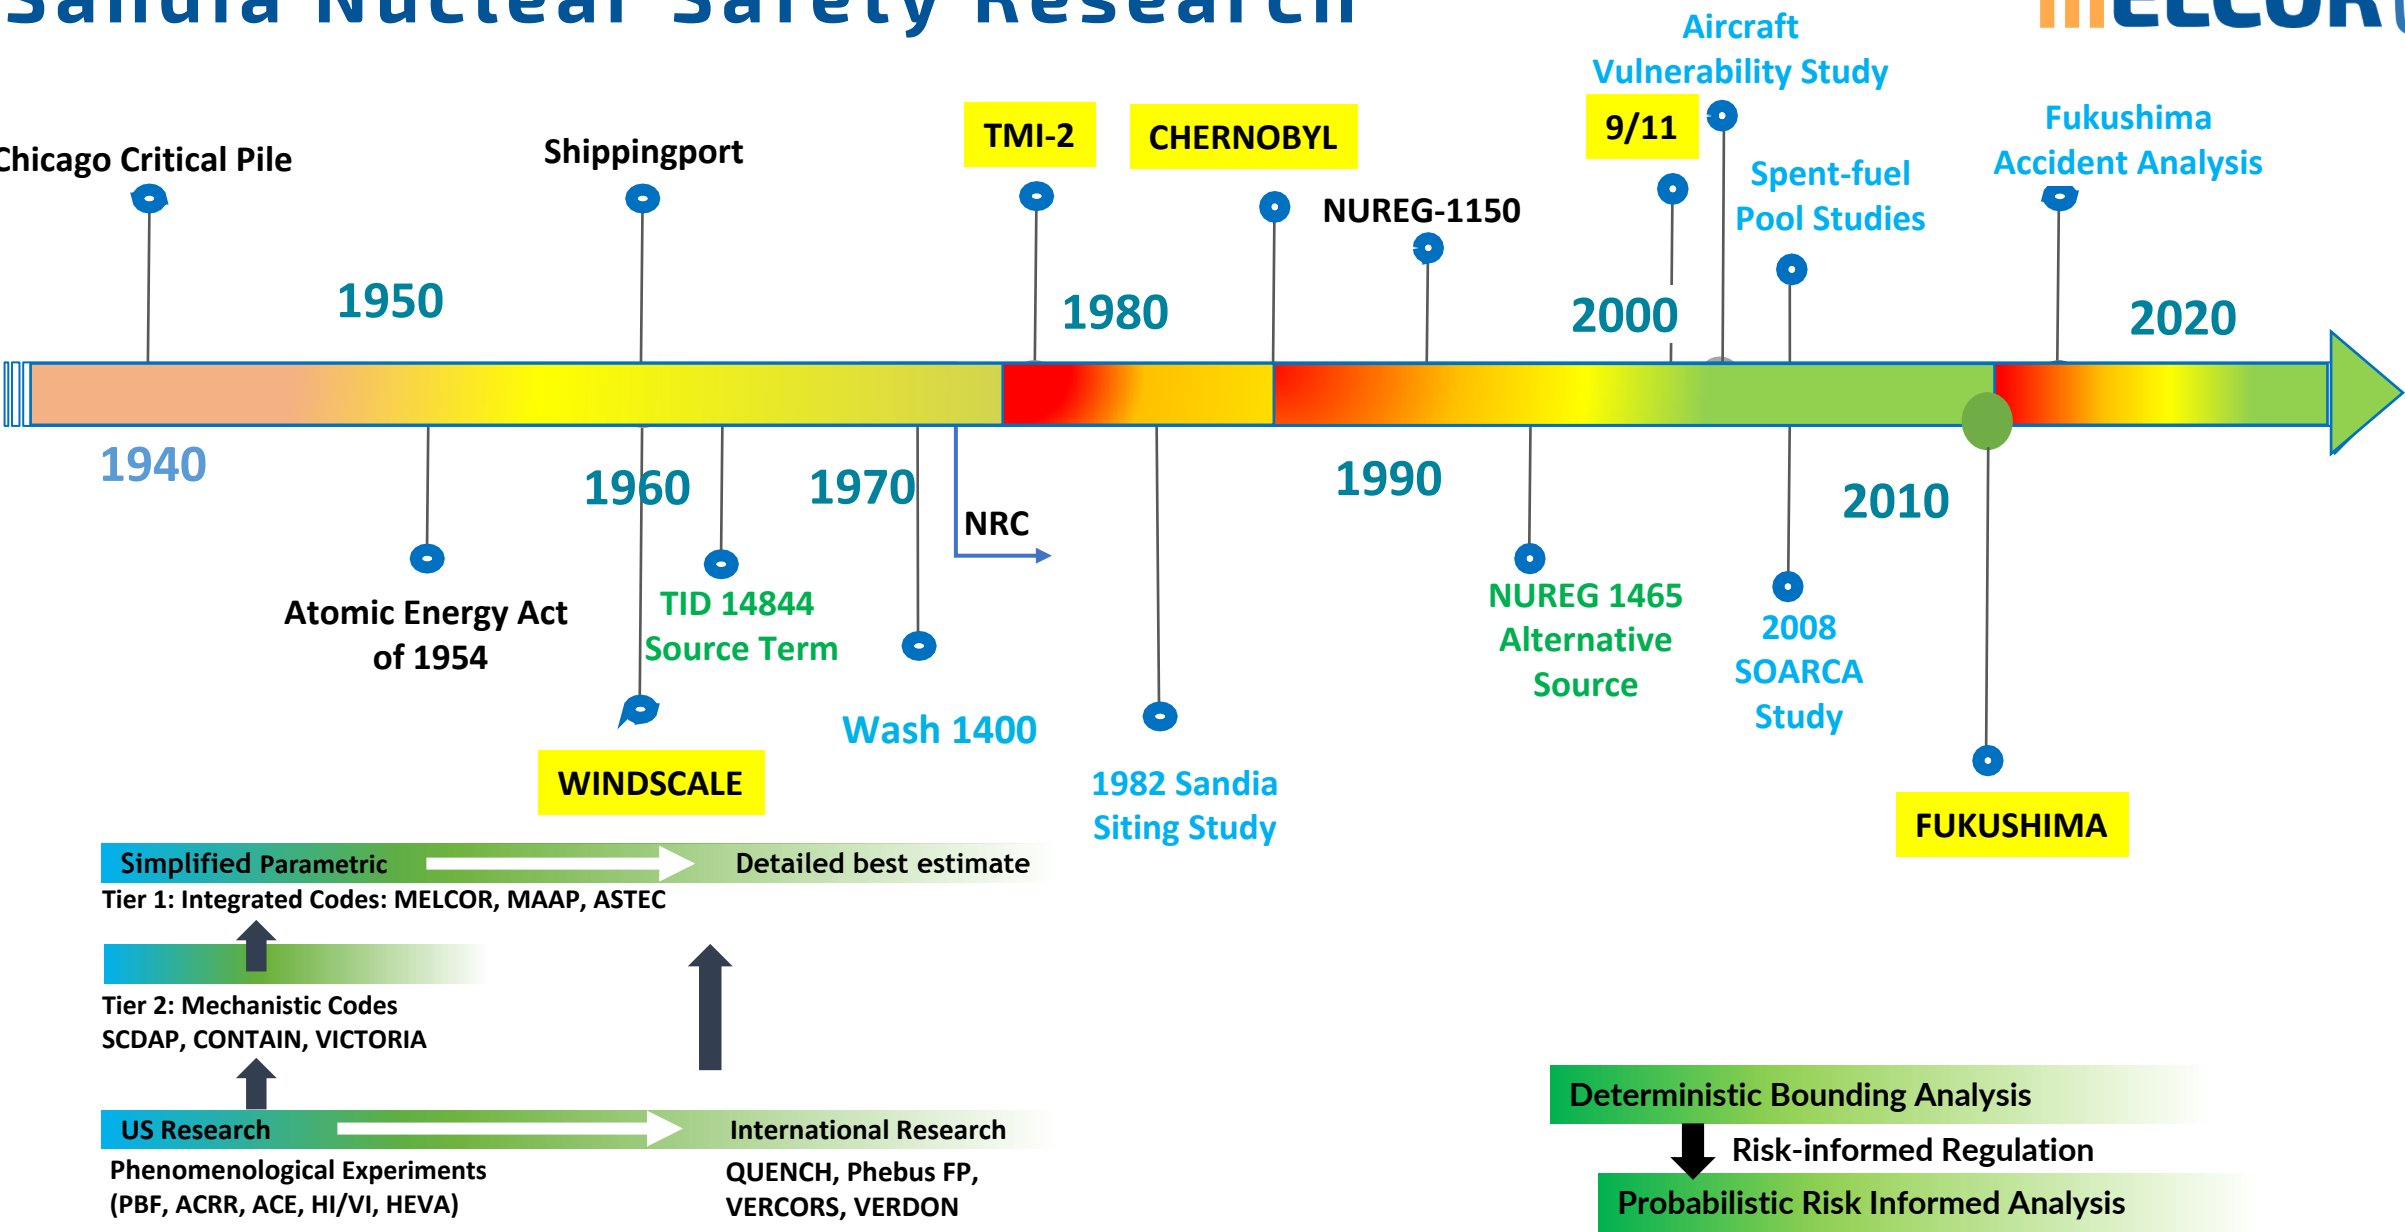 Sandia Nuclear Safety Research
MELCOR
Aircraft
Vulnerability Study
TMI-2
CHERNOBYL
9/11
Fukushima
Accident Analysis
Chicago Critical Pile
Shippingport
Spent-fuel
Pool Studies
NUREG-1150
1950
1980
2000
2020
1940
1960
1970
1990
2010
NRC
Atomic Energy Act
of 1954
TID 14844
Source Term
NUREG 1465
Alternative
Source
2008
SOARCA
Study
Wash 1400
WINDSCALE
1982 Sandia
Siting Study
FUKUSHIMA
Simplified Parametric
Detailed best estimate
Tier 1: Integrated Codes: MELCOR, MAAP, ASTEC
Tier 2: Mechanistic Codes
SCDAP, CONTAIN, VICTORIA
US Research
International Research
Phenomenological Experiments
(PBF, ACRR, ACE, HI/VI, HEVA)
QUENCH, Phebus FP,
VERCORS, VERDON
Deterministic Bounding Analysis
Risk-informed Regulation
Probabilistic Risk Informed Analysis